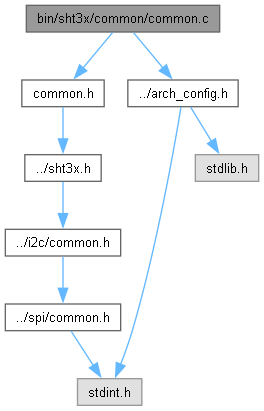 bin/sht3x/common/common.c
common.h
../arch_config.h
../sht3x.h
stdlib.h
../i2c/common.h
../spi/common.h
stdint.h